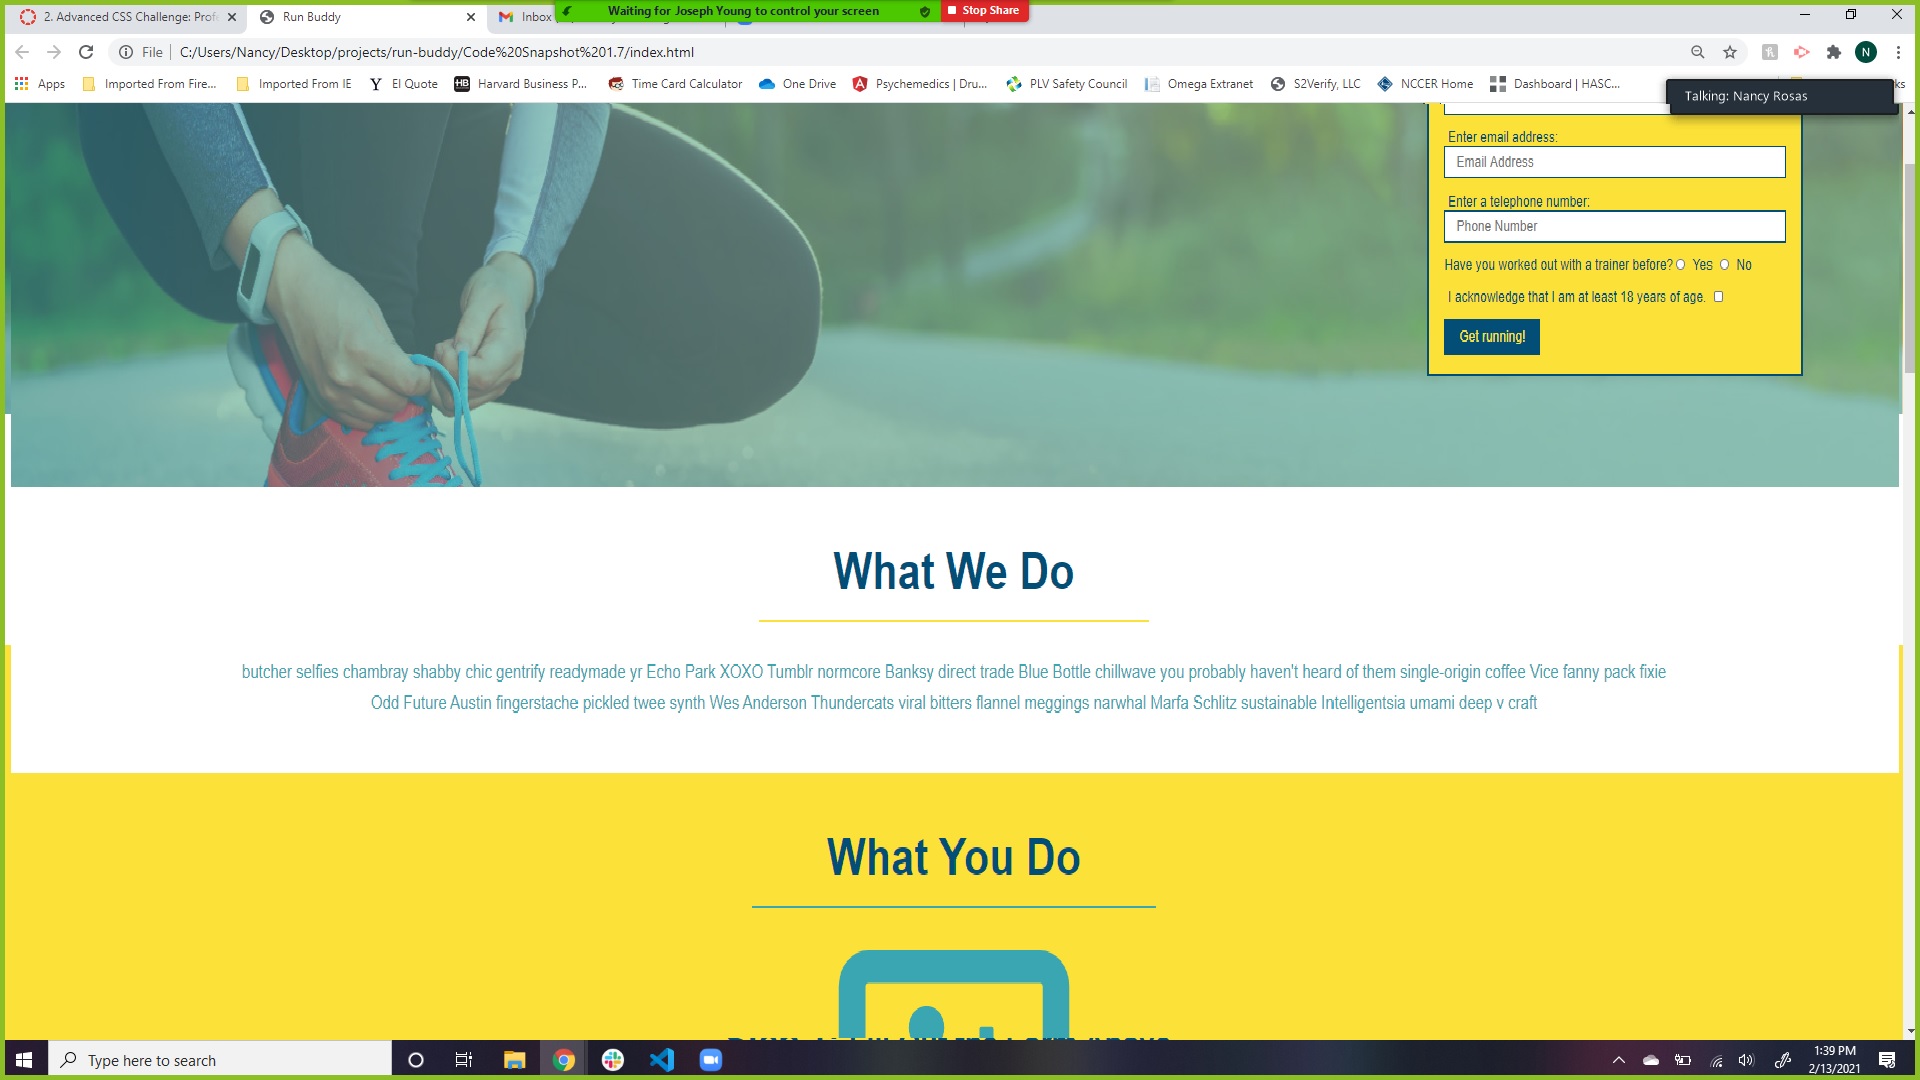 2. Advanced CSS Challenge: Prof
Run Buddy
Inbox
Waiting for Joseph Young to control your screen
Stop Share
File
C:/Users/Nancy/Desktop/projects/run-buddy/Code%20Snapshot%201.7/index.html
N
Apps
Imported From Fire...
Imported From IE
EI Quote
Harvard Business P...
Time Card Calculator
One Drive
Psychemedics | Dru...
PLV Safety Council
Omega Extranet
S2Verify, LLC
NCCER Home
Dashboard | HASC...
ks
Talking: Nancy Rosas
Enter email address:
Email Address
Enter a telephone number:
Phone Number
Have you worked out with a trainer before? Yes No
I acknowledge that I am at least 18 years of age.
Get running!
What We Do
butcher selfies chambray shabby chic gentrify readymade yr Echo Park XOXO Tumblr normcore Banksy direct trade Blue Bottle chillwave you probably haven't heard of them single-origin coffee Vice fanny pack fixie
Odd Future Austin fingerstache pickled twee synth Wes Anderson Thundercats viral bitters flannel meggings narwhal Marfa Schlitz sustainable Intelligentsia umami deep v craft
What You Do
Type here to search
1:39 PM
2/13/2021